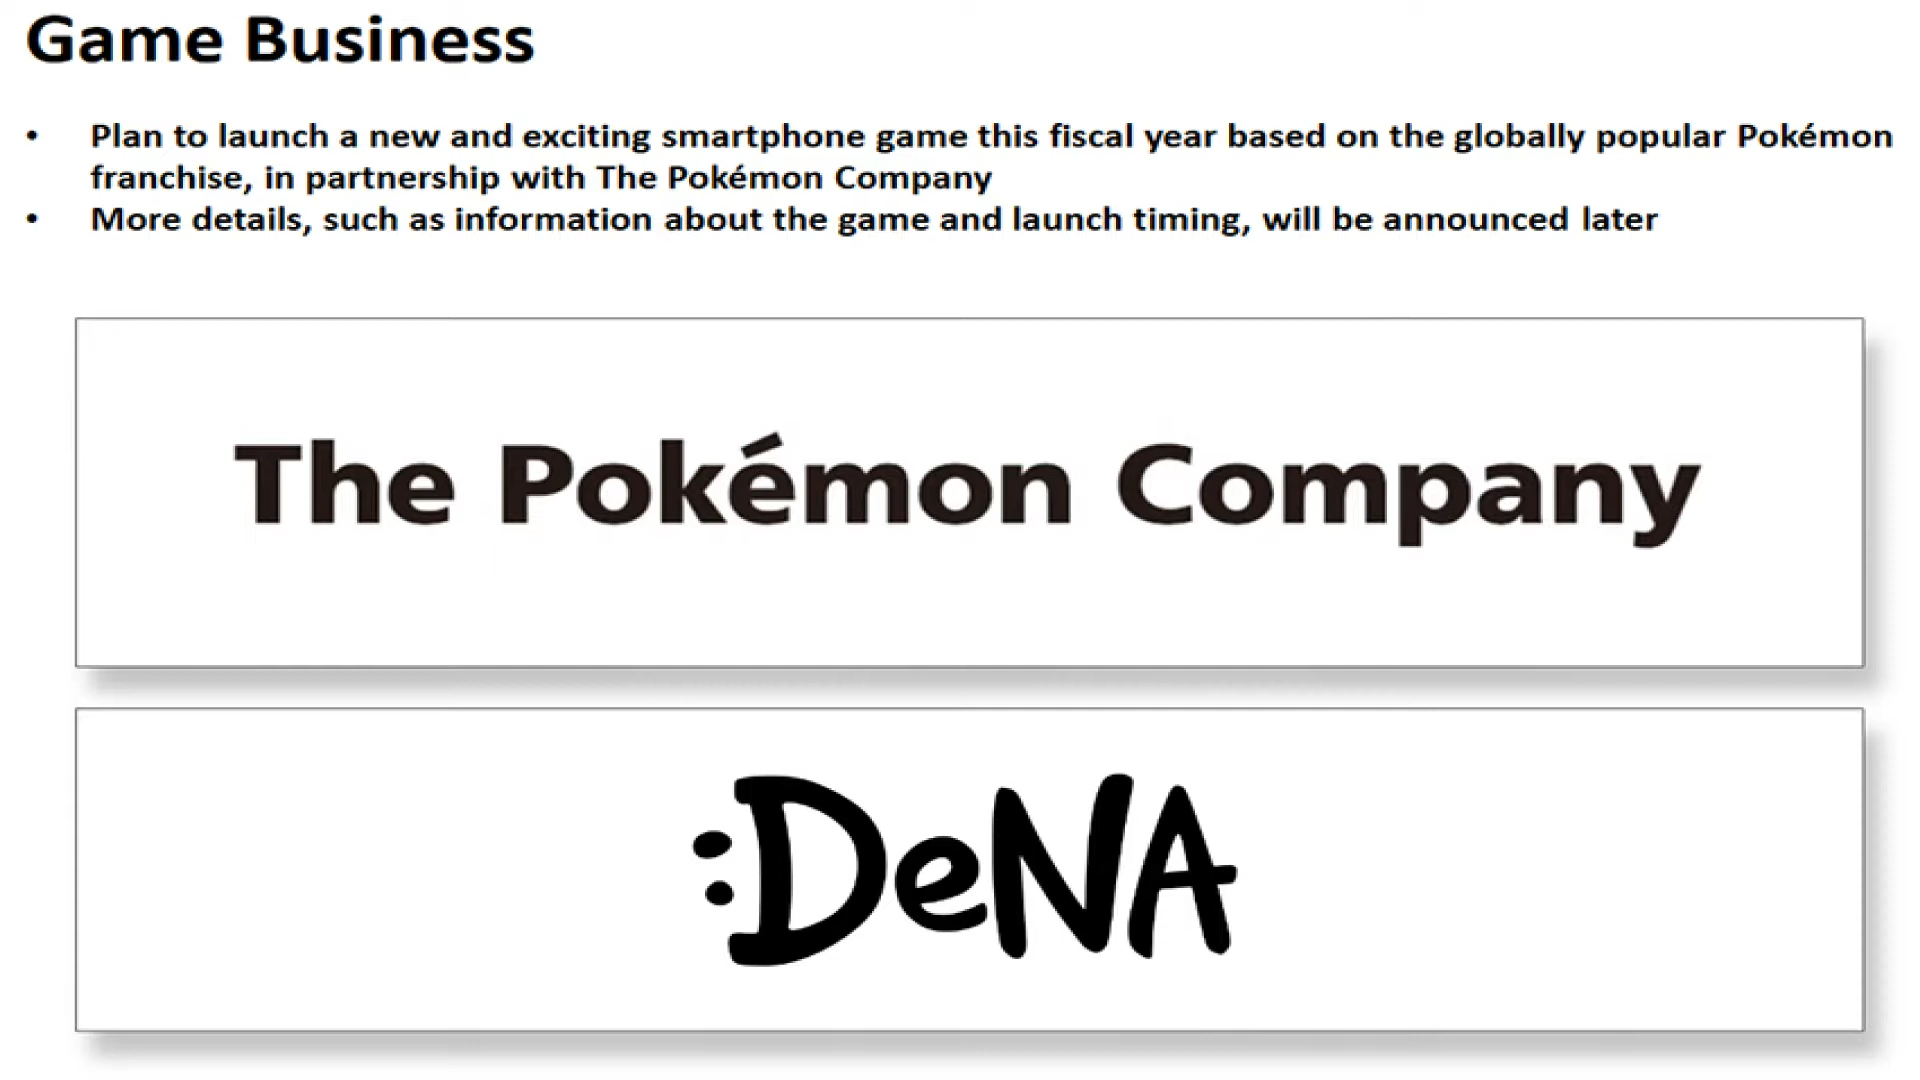 Game Business
• Plan to launch a new and exciting smartphone game this fiscal year based on the globally popular Pokémon
franchise, in partnership with The Pokémon Company
• More details, such as information about the game and launch timing, will be announced later
The Pokémon Company
:DeNA